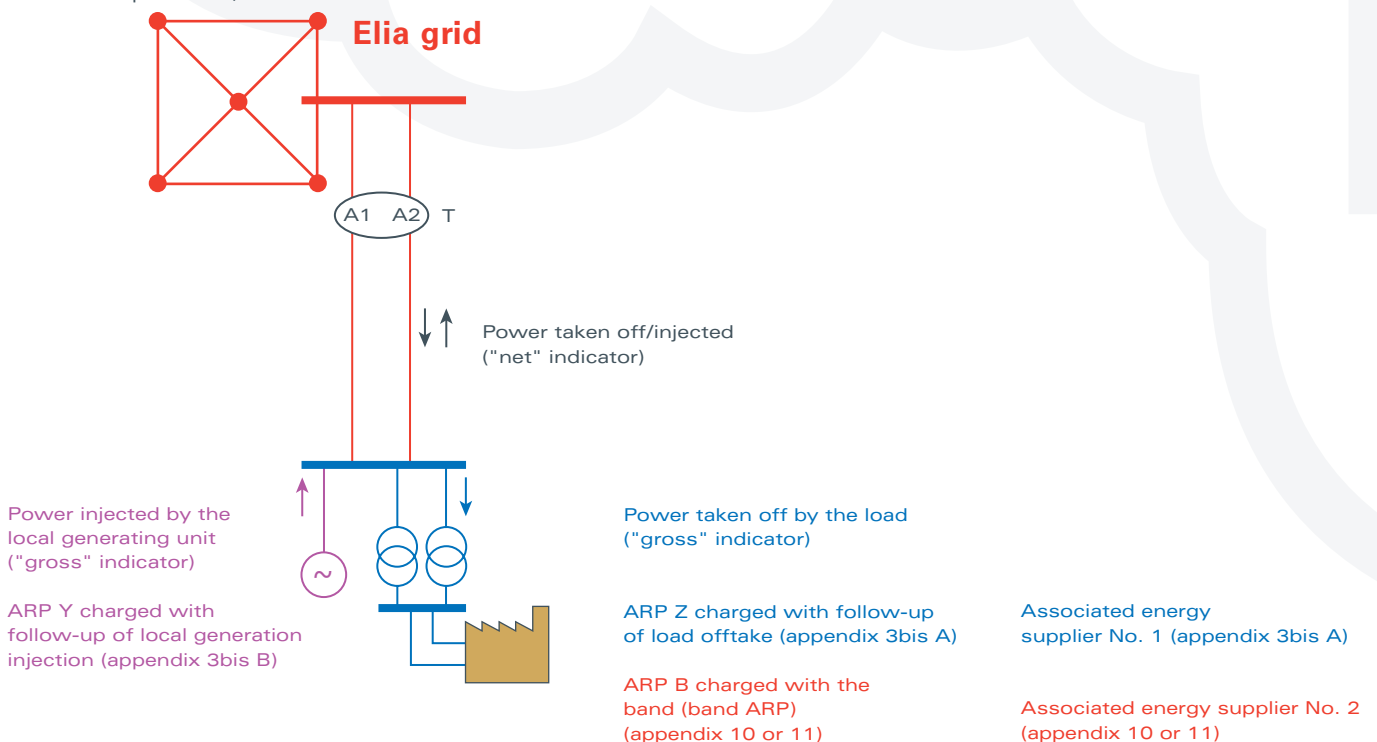 Elia grid
A1 A2 T
Power taken off/injected
("net" indicator)
Power injected by the
local generating unit
("gross" indicator)
~
ARP Y charged with
follow-up of local generation
injection (appendix 3bis B)
Power taken off by the load
("gross" indicator)
ARP Z charged with follow-up
of load offtake (appendix 3bis A)
Associated energy
supplier No. 1 (appendix 3bis A)
ARP B charged with the
band (band ARP)
(appendix 10 or 11)
Associated energy supplier No. 2
(appendix 10 or 11)